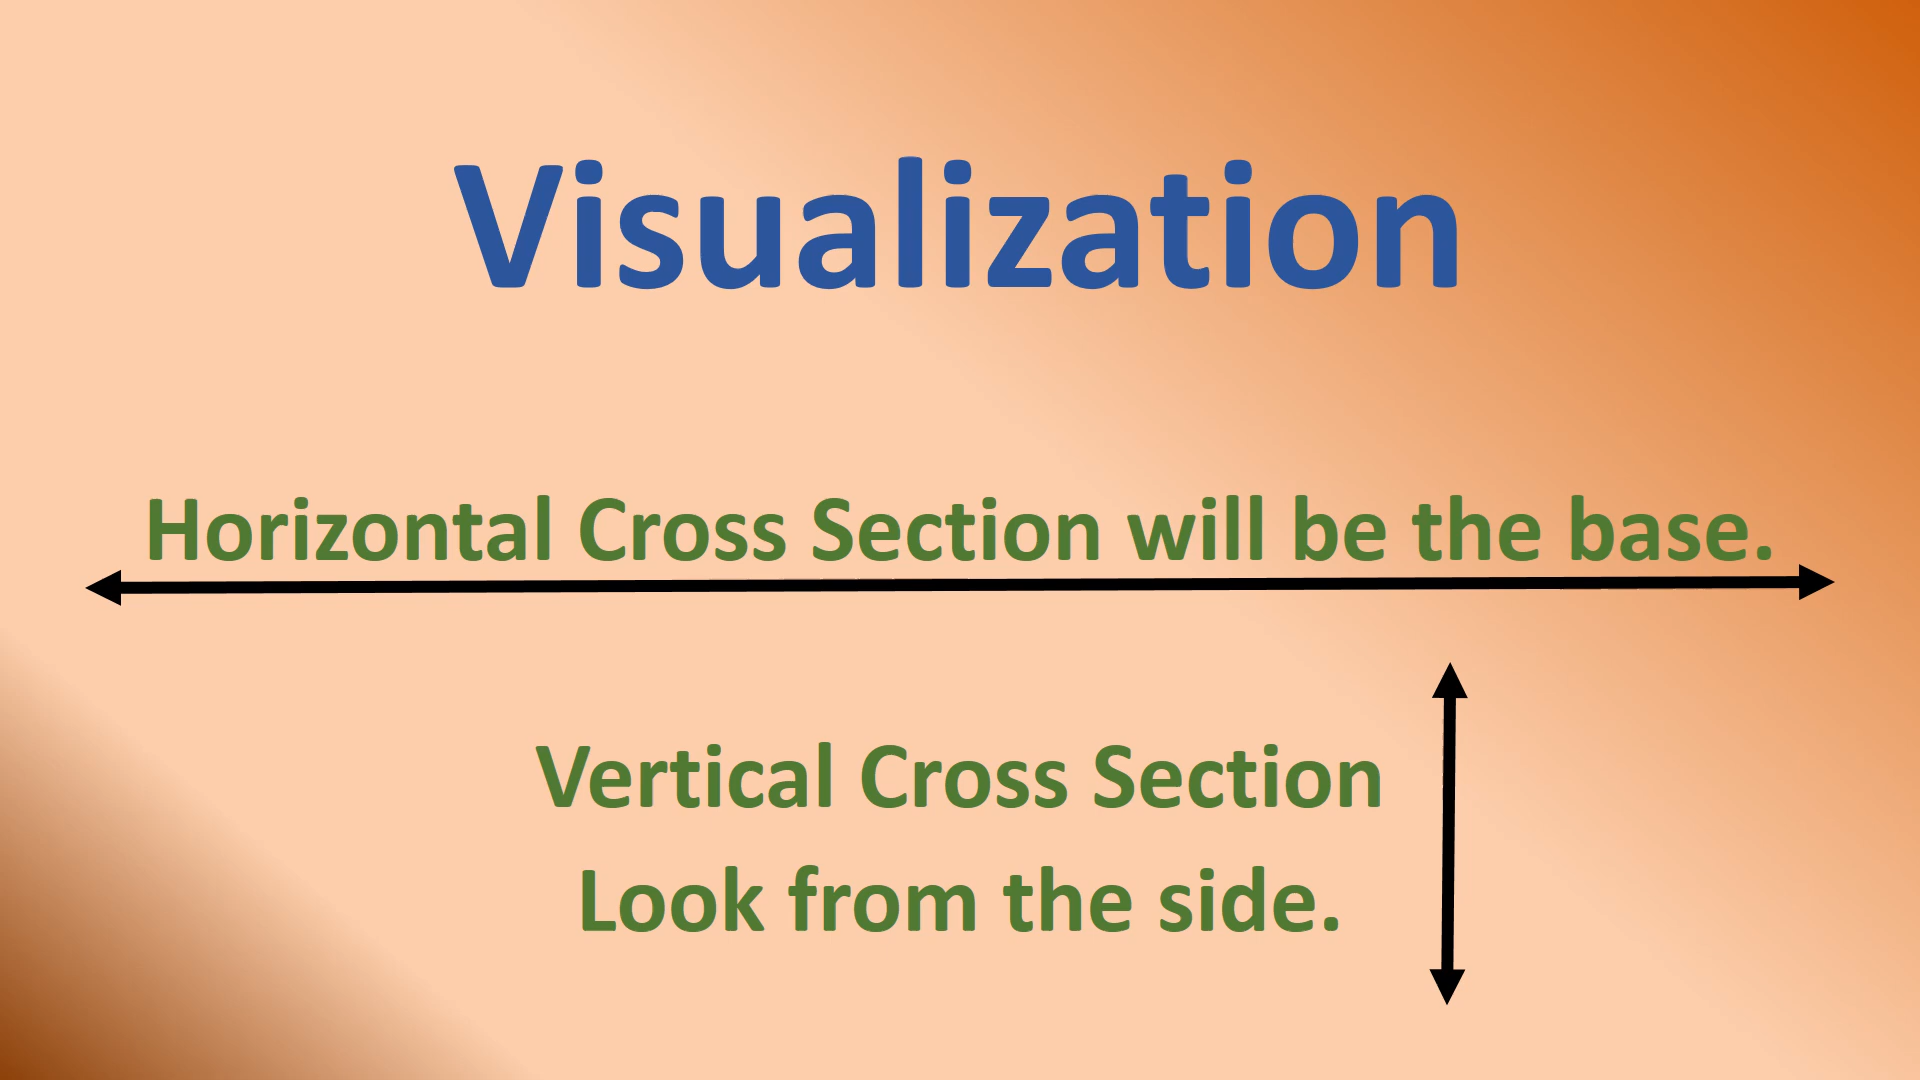 Visualization
Horizontal Cross Section will be the base.
Vertical Cross Section
Look from the side.